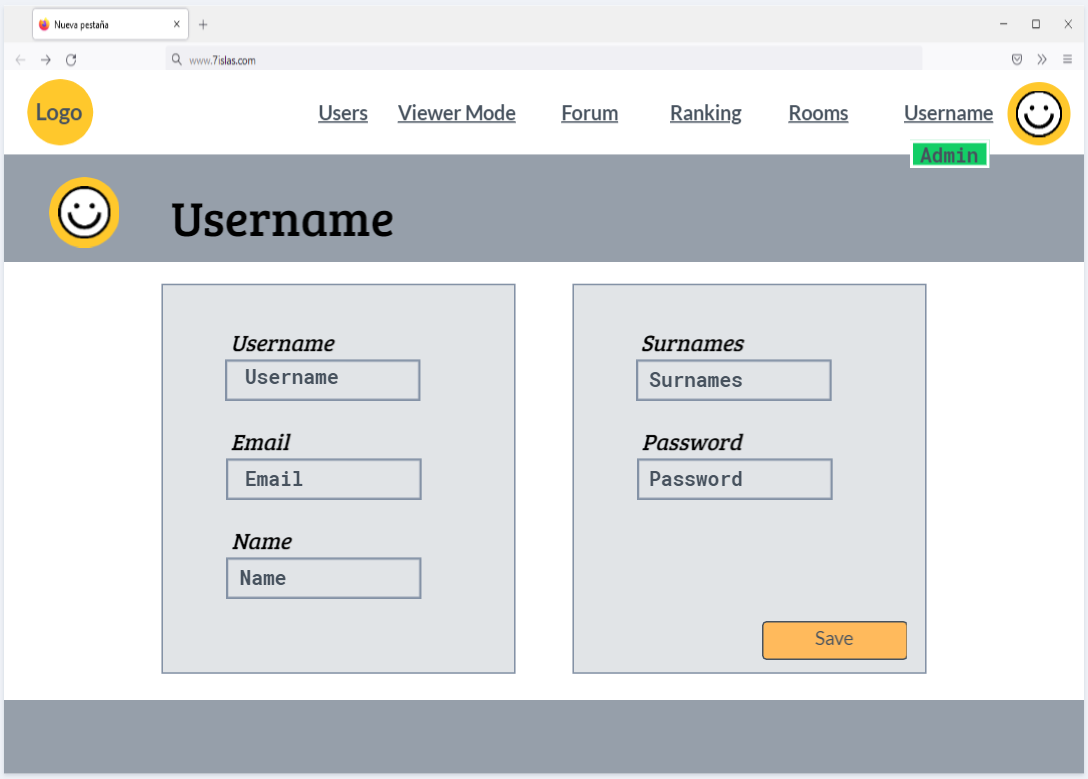 Nueva pestaña
www.7islas.com
Logo
Users Viewer Mode Forum Ranking Rooms Username
Admin
Username
Username
Username
Email
Email
Name
Name
Surnames
Surnames
Password
Password
Save